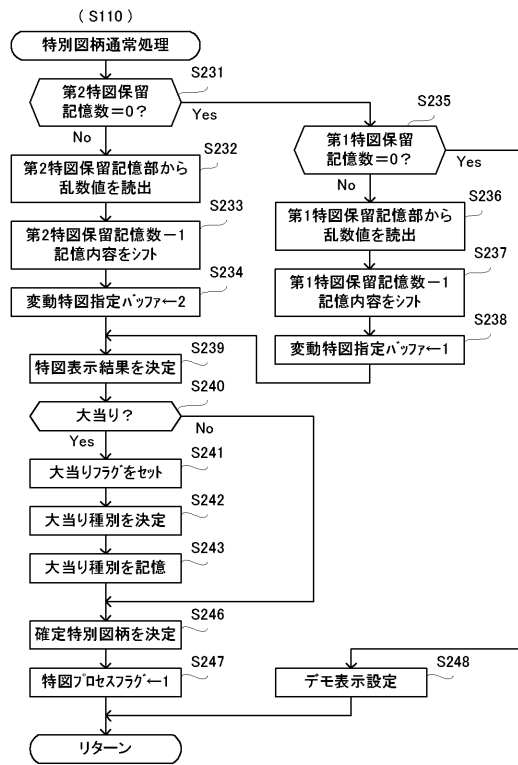 (S110)
特別図柄通常処理
S231
第2特図保留
記憶数＝0?
Yes
No
S232
第2特図保留記憶部から
乱数値を読出
S233
第2特図保留記憶数－1
記憶内容をシフト
S234
変動特図指定ﾊﾞｯﾌｧ←2
S235
第1特図保留
記憶数＝0?
Yes
No
S236
第1特図保留記憶部から
乱数値を読出
S237
第1特図保留記憶数－1
記憶内容をシフト
S238
変動特図指定ﾊﾞｯﾌｧ←1
S239
特図表示結果を決定
S240
大当り?
No
Yes
S241
大当りﾌﾗｸﾞをｾｯﾄ
S242
大当り種別を決定
S243
大当り種別を記憶
S246
確定特別図柄を決定
S247
特図ﾌﾟﾛｾｽﾌﾗｸﾞ←1
S248
デモ表示設定
リターン